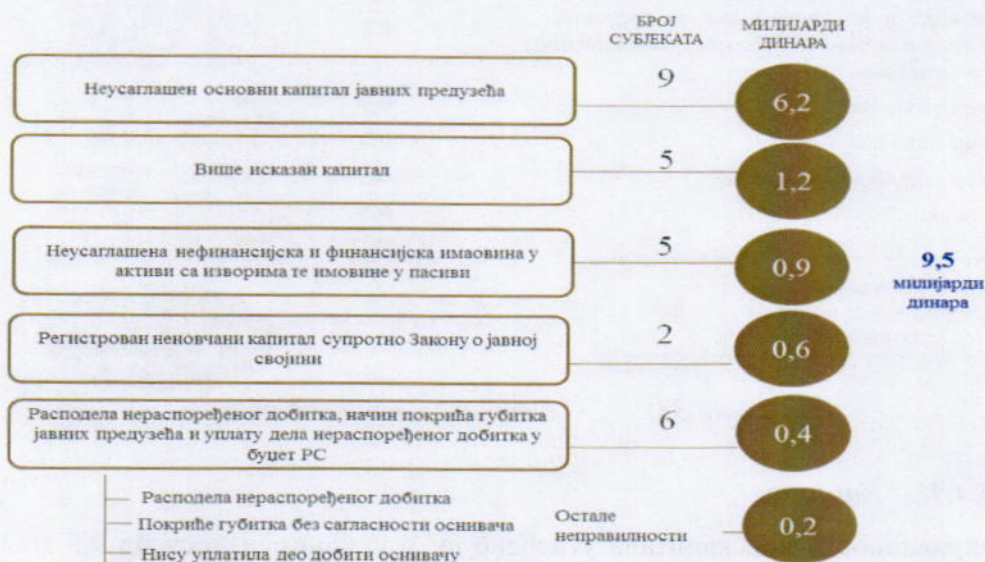 БРОЈ
СУБЈЕКАТА
МИЛИЈАРДИ
ДИНАРА
Неусаглашен основни капитал јавних предузећа
9
6,2
Више исказан капитал
5
1,2
Неусаглашена нефинансијска и финансијска имаовина у
активи са изворима те имовине у пасиви
5
0,9
9,5
милијарди
динара
Регистрован неновчани капитал супротно Закону о јавној
својини
2
0,6
Расподела нераспоређеног добитка, начин покрића губитка
јавних предузећа и уплату дела нераспоређеног добитка у
буџет РС
6
0,4
Расподела нераспоређеног добитка
Покриће губитка без сагласности оснивача
Нису уплатила део добити оснивачу
Остале
неправилности
0,2